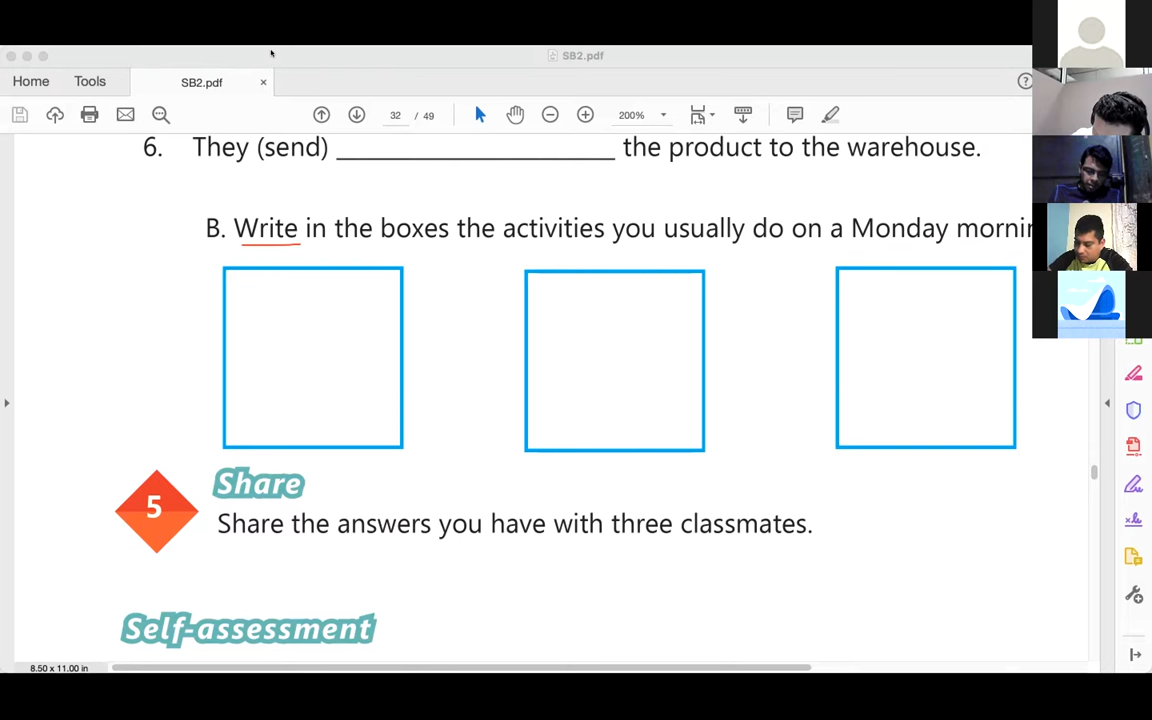 SB2.pdf
Home
Tools
SB2.pdf
×
32 / 49
200%
6. They (send) ____________________ the product to the warehouse.
B. Write in the boxes the activities you usually do on a Monday mornin
5
Share
Share the answers you have with three classmates.
Self-assessment
8.50 x 11.00 in